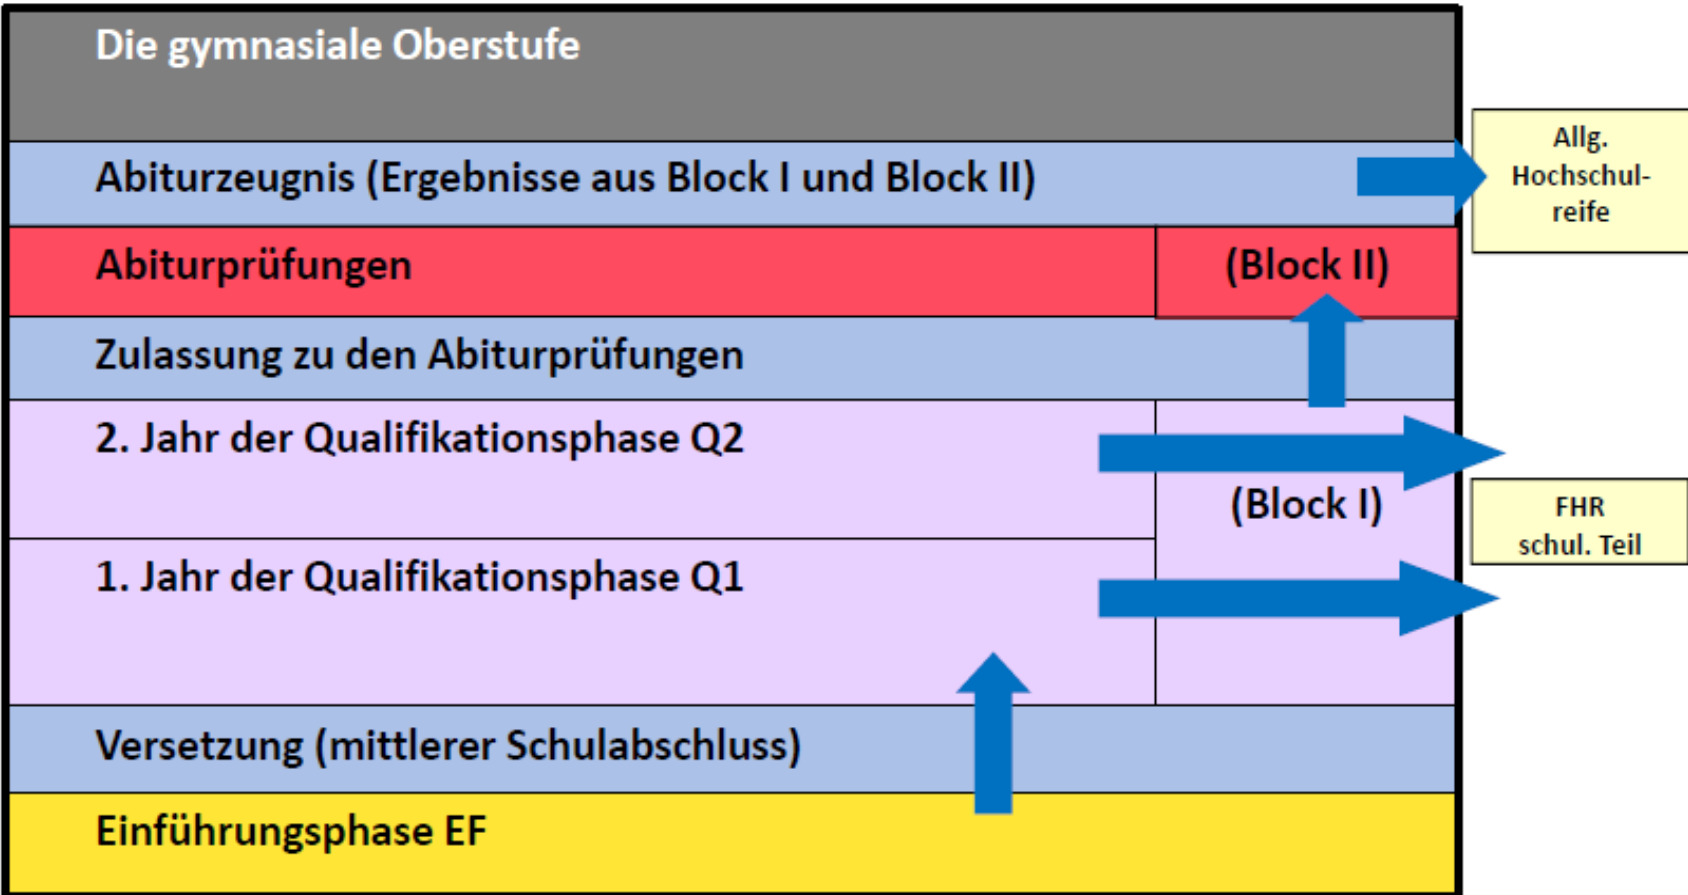 Die gymnasiale Oberstufe
Abiturzeugnis (Ergebnisse aus Block I und Block II)
Allg.
Hochschul-
reife
Abiturprüfungen
(Block II)
Zulassung zu den Abiturprüfungen
2. Jahr der Qualifikationsphase Q2
(Block I)
FHR
schul. Teil
1. Jahr der Qualifikationsphase Q1
Versetzung (mittlerer Schulabschluss)
Einführungsphase EF